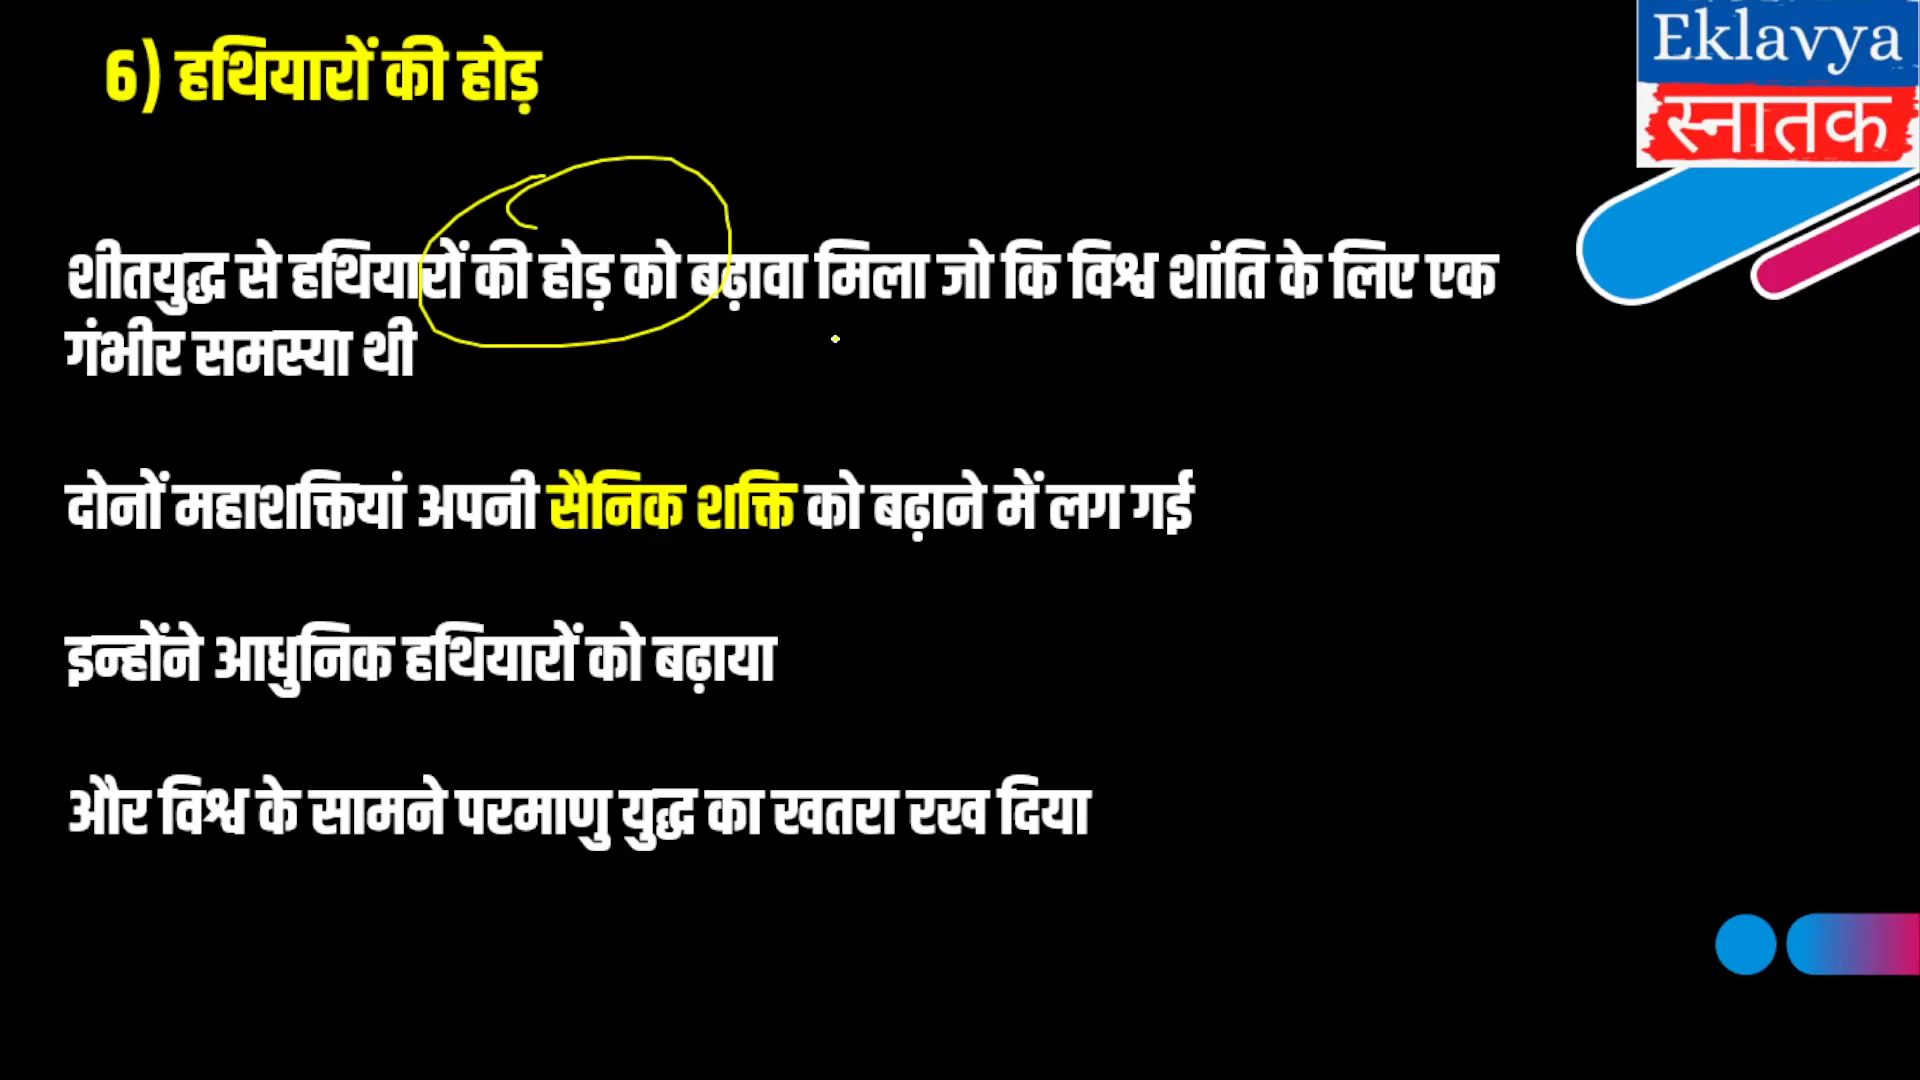 6) हथियारों की होड़
Eklavya
स्नातक
शीतयुद्ध से हथियारों की होड़ को बढ़ावा मिला जो कि विश्व शांति के लिए एक
गंभीर समस्या थी
दोनों महाशक्तियां अपनी सैनिक शक्ति को बढ़ाने में लग गई
इन्होंने आधुनिक हथियारों को बढ़ाया
और विश्व के सामने परमाणु युद्ध का खतरा रख दिया